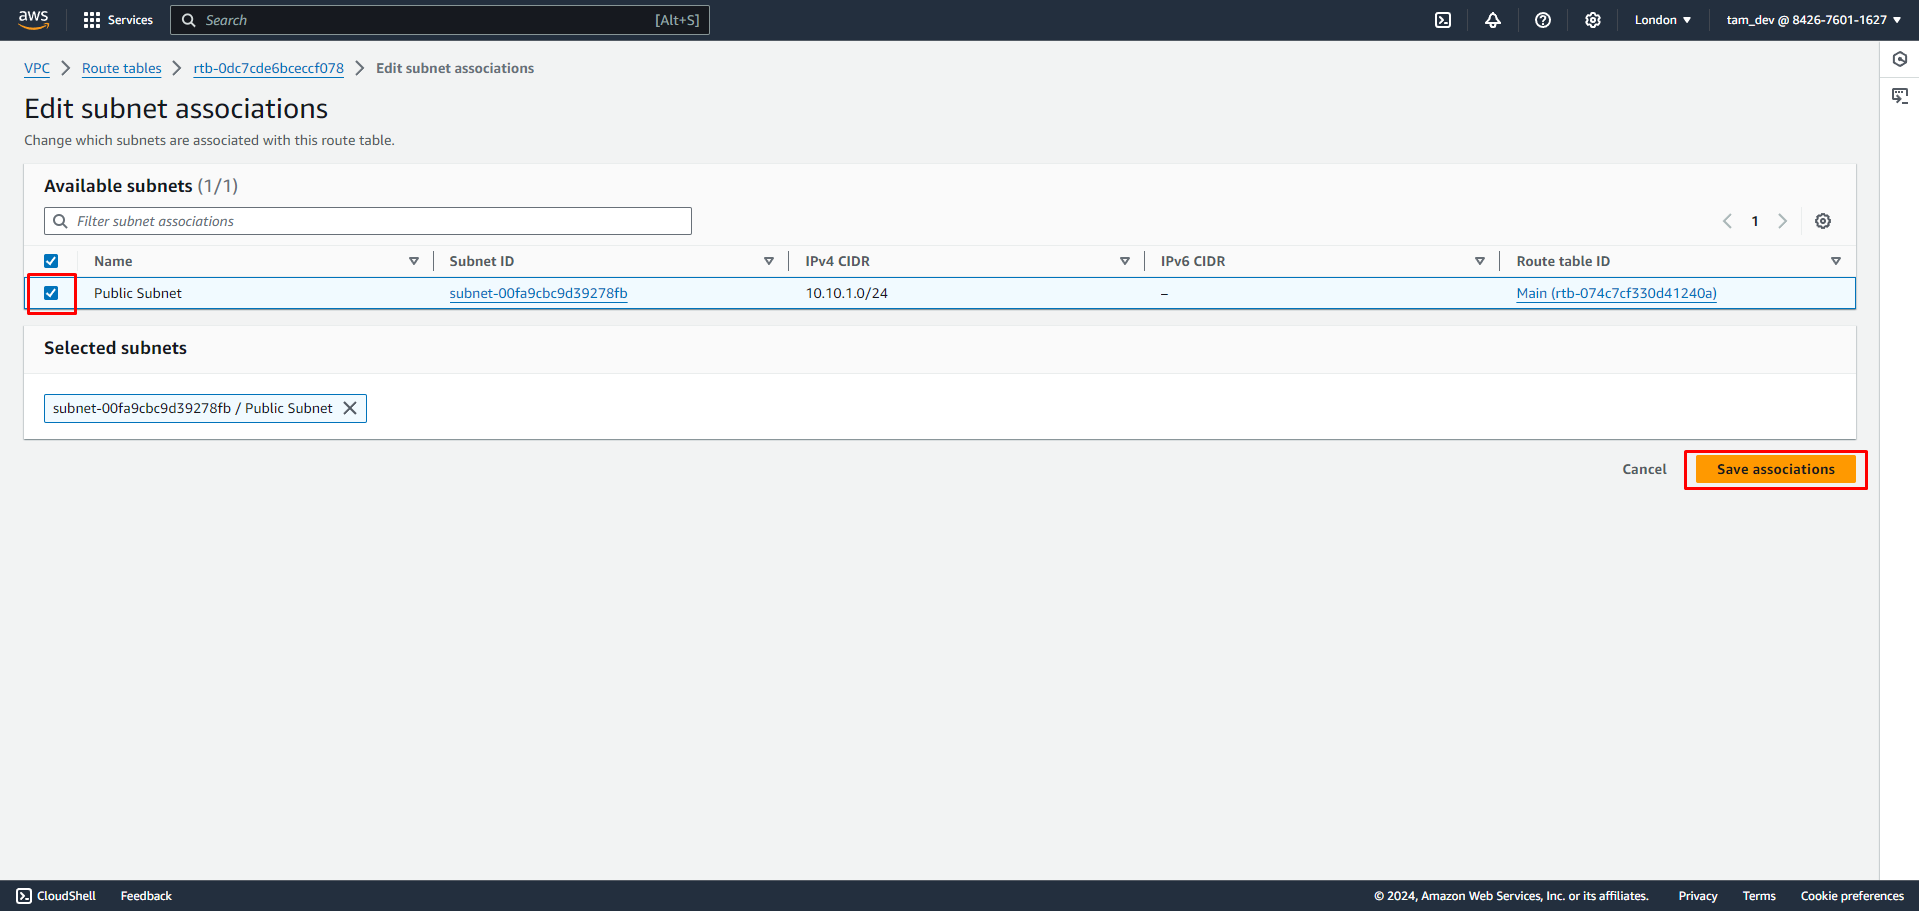 aws Services Search [Alt+S] London tam_dev @ 8426-7601-1627
VPC Route tables rtb-0dc7cde6bceccf078 Edit subnet associations
Edit subnet associations
Change which subnets are associated with this route table.
Available subnets (1/1)
Filter subnet associations 1
Name Subnet ID IPv4 CIDR IPv6 CIDR Route table ID
Public Subnet subnet-00fa9cbc9d39278fb 10.10.1.0/24 – Main (rtb-074c7cf330d41240a)
Selected subnets
subnet-00fa9cbc9d39278fb / Public Subnet
Cancel Save associations
CloudShell Feedback © 2024, Amazon Web Services, Inc. or its affiliates. Privacy Terms Cookie preferences